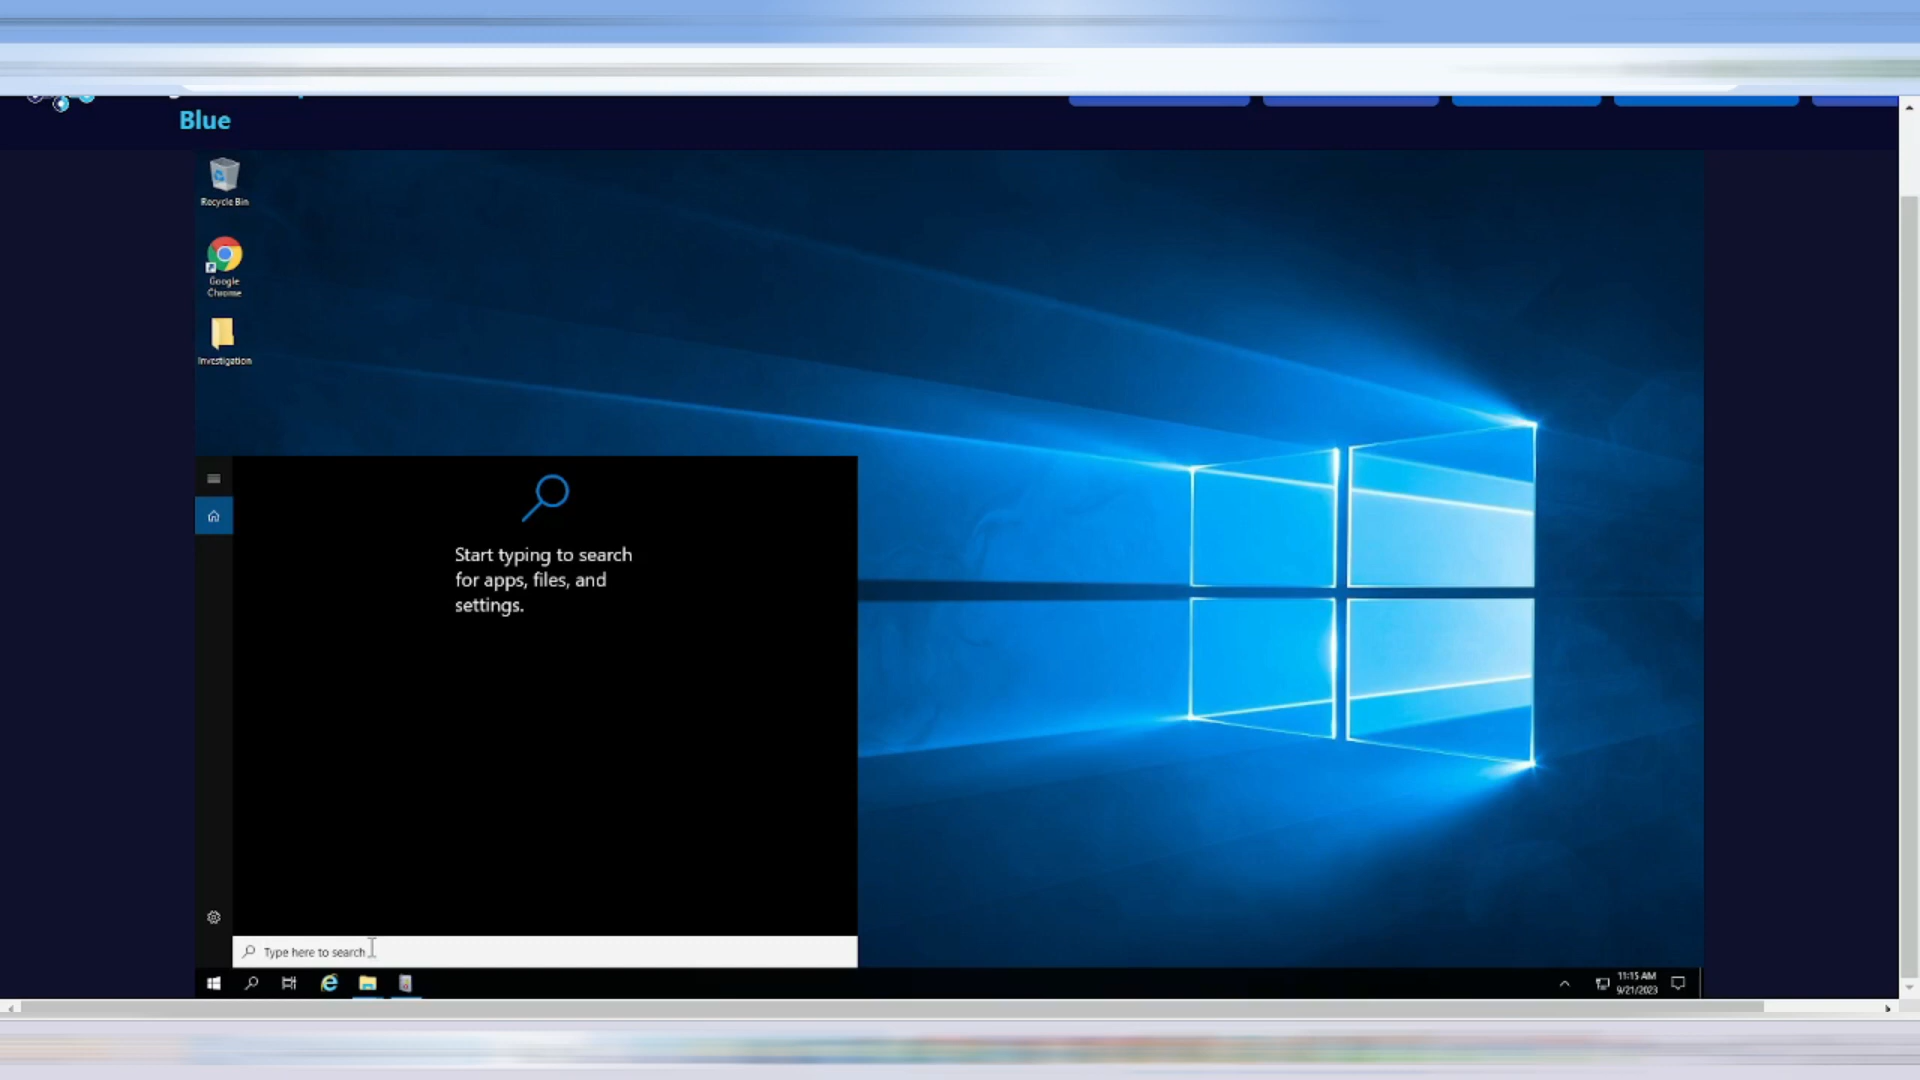 Blue
Recycle Bin
Google
Chrome
Investigation
Start typing to search
for apps, files, and
settings.
Type here to search
11:15 AM
9/21/2023